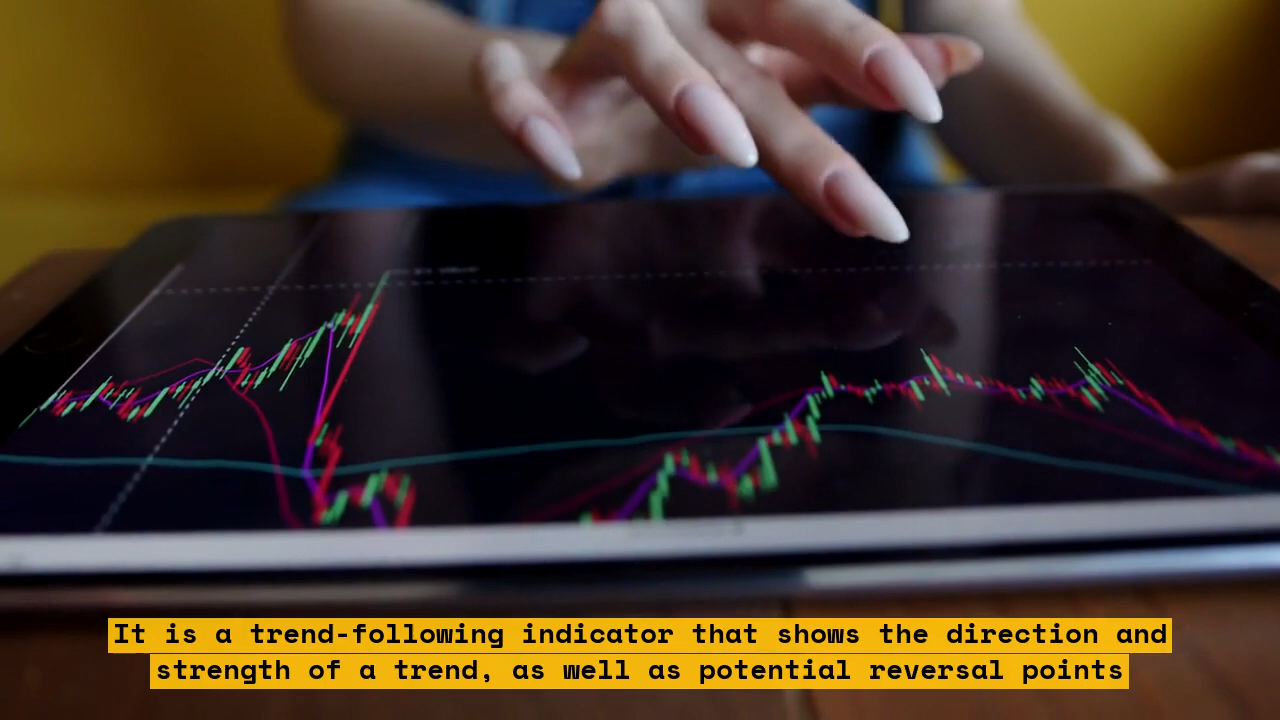 It is a trend-following indicator that shows the direction and
strength of a trend, as well as potential reversal points